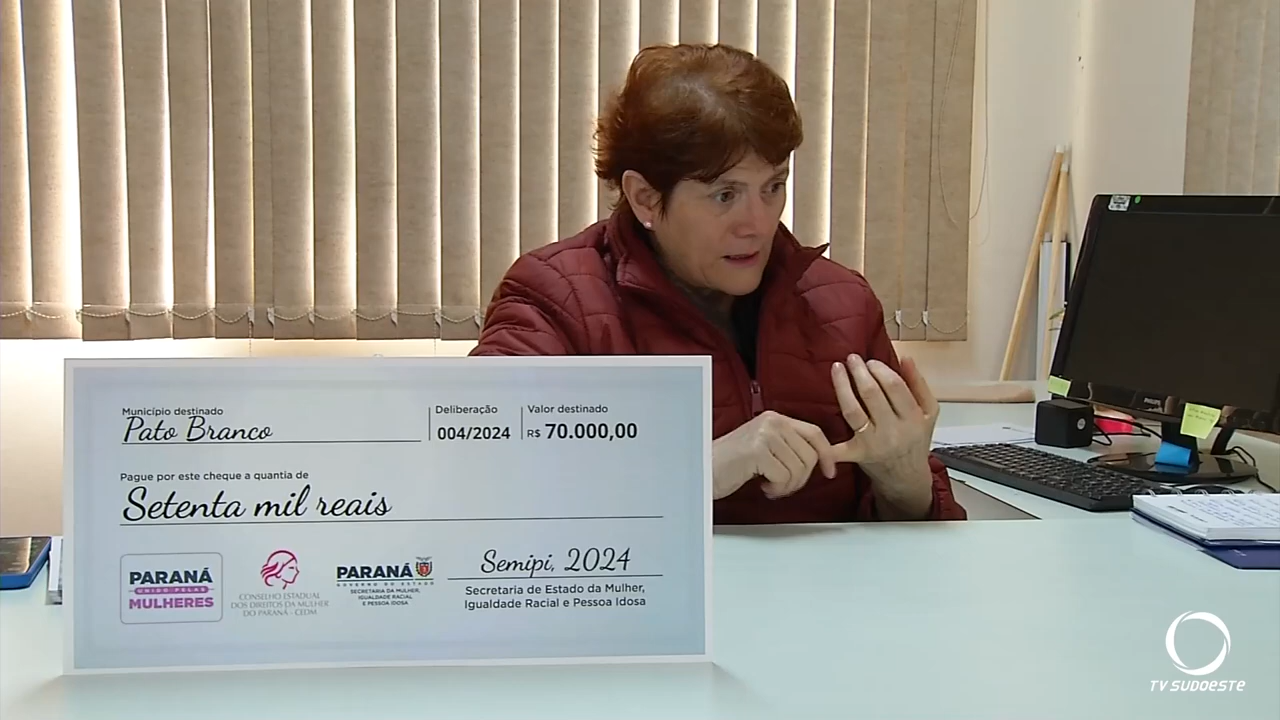 Município destinado
Pato Branco
Deliberação
004/2024
Valor destinado
R$ 70.000,00
Pague por este cheque a quantia de
Setenta mil reais
PARANÁ
UNIDO PELAS
MULHERES
CONSELHO ESTADUAL
DOS DIREITOS DA MULHER
DO PARANÁ - CEDM
PARANÁ
GOVERNO DO ESTADO
SECRETARIA DA MULHER,
IGUALDADE RACIAL
E PESSOA IDOSA
Semipi, 2024
Secretaria de Estado da Mulher,
Igualdade Racial e Pessoa Idosa
PHILIPS
TV SUDOESTE